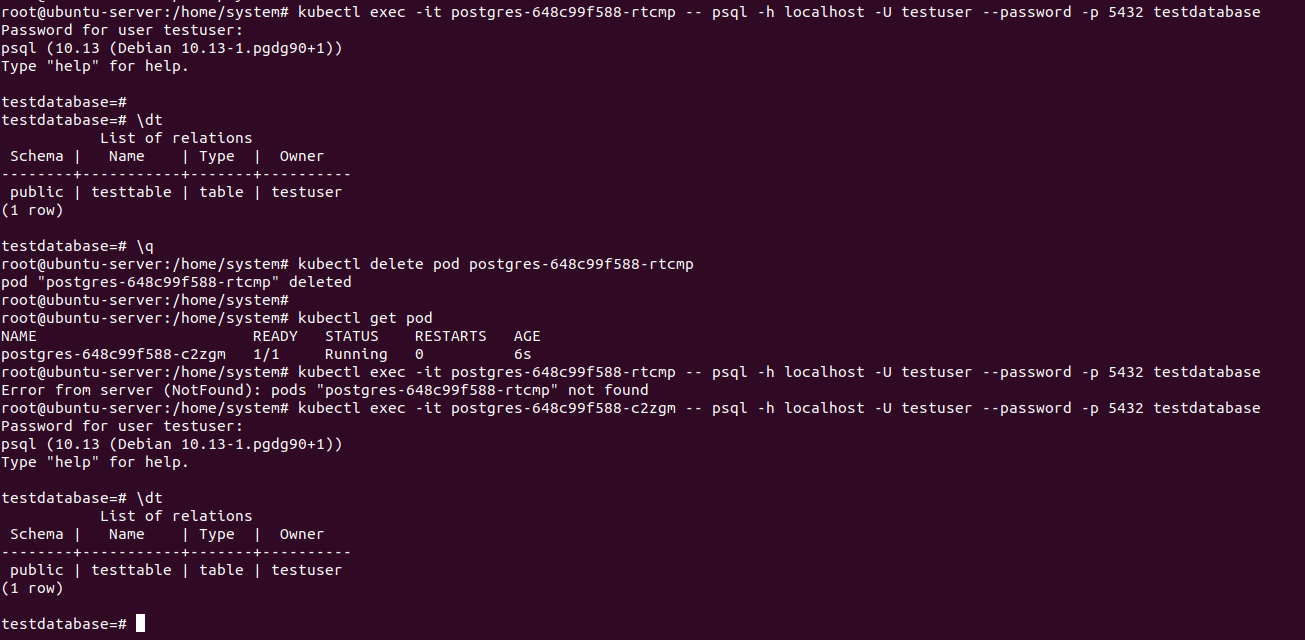 root@ubuntu-server:/home/system# kubectl exec -it postgres-648c99f588-rtcmp -- psql -h localhost -U testuser --password -p 5432 testdatabase
Password for user testuser:
psql (10.13 (Debian 10.13-1.pgdg90+1))
Type "help" for help.

testdatabase=#
testdatabase=# \dt
           List of relations
 Schema |   Name    | Type  |  Owner
--------+-----------+-------+----------
 public | testtable | table | testuser
(1 row)

testdatabase=# \q
root@ubuntu-server:/home/system# kubectl delete pod postgres-648c99f588-rtcmp
pod "postgres-648c99f588-rtcmp" deleted
root@ubuntu-server:/home/system#
root@ubuntu-server:/home/system# kubectl get pod
NAME                        READY   STATUS    RESTARTS   AGE
postgres-648c99f588-c2zgm   1/1     Running   0          6s
root@ubuntu-server:/home/system# kubectl exec -it postgres-648c99f588-rtcmp -- psql -h localhost -U testuser --password -p 5432 testdatabase
Error from server (NotFound): pods "postgres-648c99f588-rtcmp" not found
root@ubuntu-server:/home/system# kubectl exec -it postgres-648c99f588-c2zgm -- psql -h localhost -U testuser --password -p 5432 testdatabase
Password for user testuser:
psql (10.13 (Debian 10.13-1.pgdg90+1))
Type "help" for help.

testdatabase=# \dt
           List of relations
 Schema |   Name    | Type  |  Owner
--------+-----------+-------+----------
 public | testtable | table | testuser
(1 row)

testdatabase=#